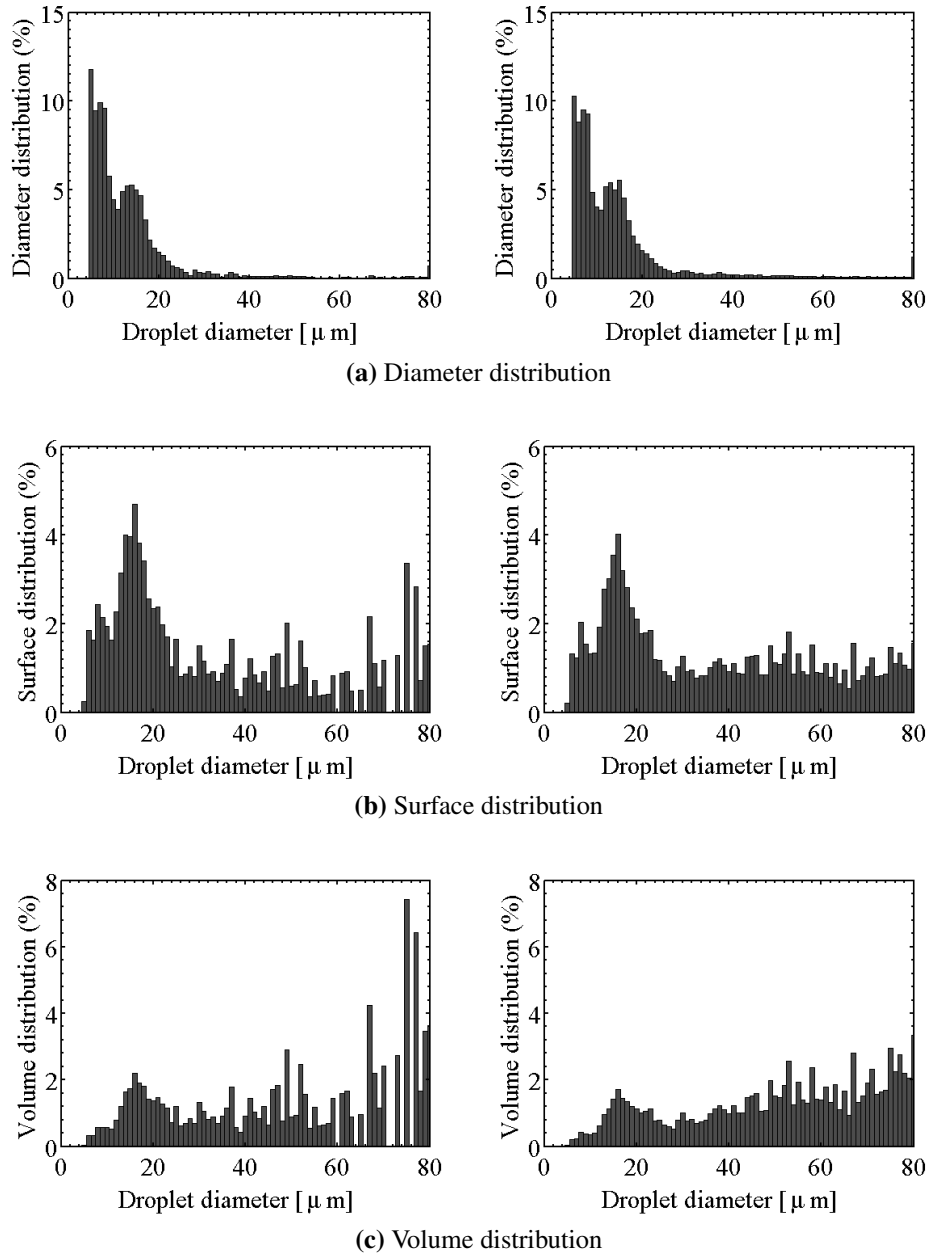 15
10
5
0
Diameter distribution (%)
0 20 40 60 80
Droplet diameter [ μ m]
15
10
5
0
Diameter distribution (%)
0 20 40 60 80
Droplet diameter [ μ m]
(a) Diameter distribution
6
4
2
0
Surface distribution (%)
0 20 40 60 80
Droplet diameter [ μ m]
6
4
2
0
Surface distribution (%)
0 20 40 60 80
Droplet diameter [ μ m]
(b) Surface distribution
8
6
4
2
0
Volume distribution (%)
0 20 40 60 80
Droplet diameter [ μ m]
8
6
4
2
0
Volume distribution (%)
0 20 40 60 80
Droplet diameter [ μ m]
(c) Volume distribution